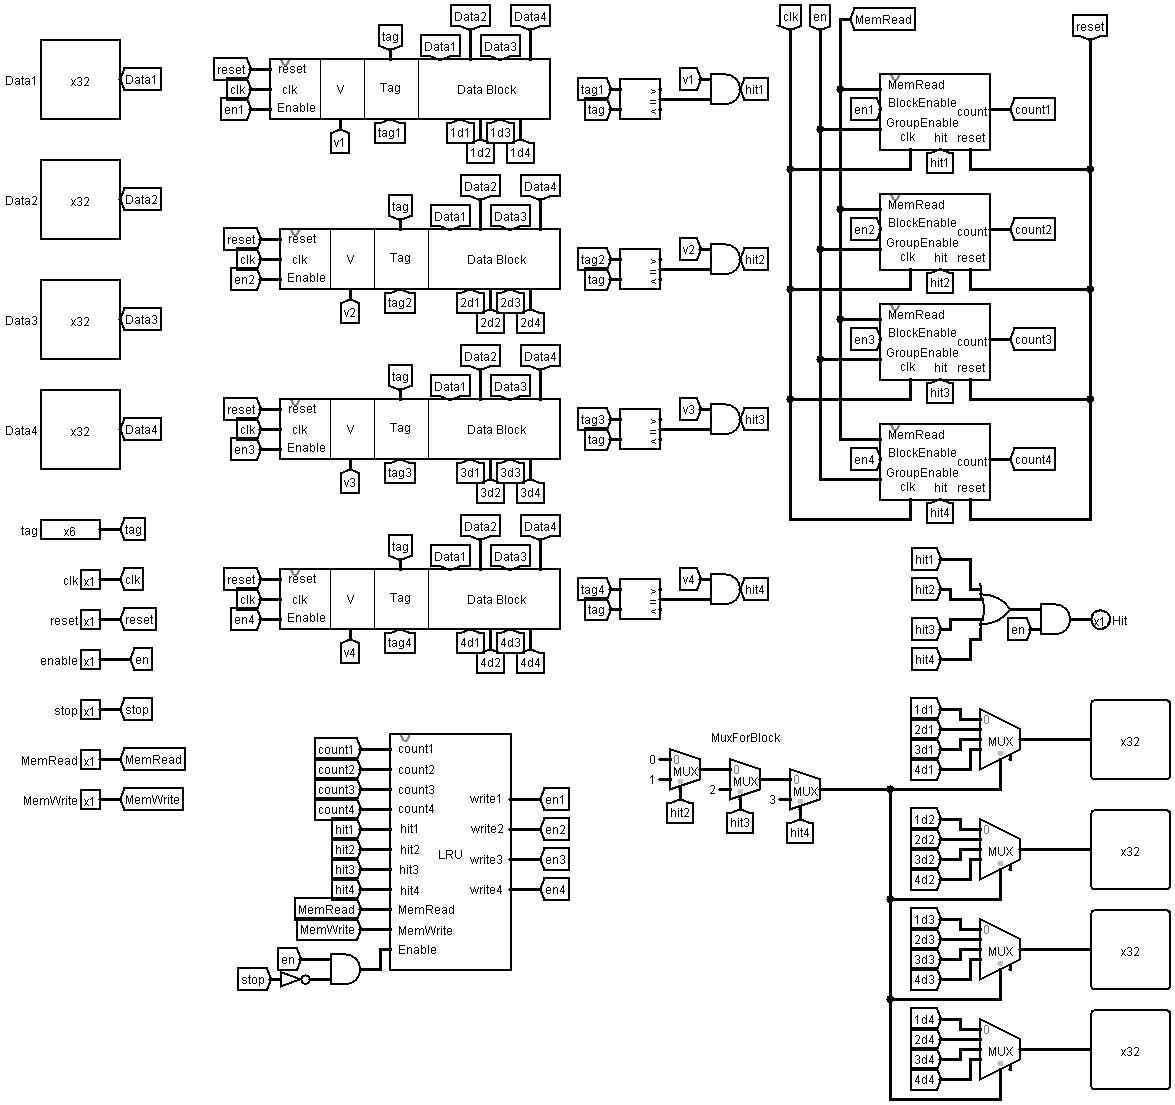 Data1 x32 Data1
Data2 x32 Data2
Data3 x32 Data3
Data4 x32 Data4
tag x6 tag
clk x1 clk
reset x1 reset
enable x1 en
stop x1 stop
MemRead x1 MemRead
MemWrite x1 MemWrite
Data2 Data4
tag Data1 Data3
reset reset
clk clk V Tag Data Block
en1 Enable
v1 tag1 1d1 1d3
1d2 1d4
Data2 Data4
tag Data1 Data3
reset reset
clk clk V Tag Data Block
en2 Enable
v2 tag2 2d1 2d3
2d2 2d4
Data2 Data4
tag Data1 Data3
reset reset
clk clk V Tag Data Block
en3 Enable
v3 tag3 3d1 3d3
3d2 3d4
Data2 Data4
tag Data1 Data3
reset reset
clk clk V Tag Data Block
en4 Enable
v4 tag4 4d1 4d3
4d2 4d4
v1
tag1 > = < hit1
tag
v2
tag2 > = < hit2
tag
v3
tag3 > = < hit3
tag
v4
tag4 > = < hit4
tag
clk en MemRead reset
MemRead
en1 BlockEnable count count1
GroupEnable
clk hit reset
hit1
MemRead
en2 BlockEnable count count2
GroupEnable
clk hit reset
hit2
MemRead
en3 BlockEnable count count3
GroupEnable
clk hit reset
hit3
MemRead
en4 BlockEnable count count4
GroupEnable
clk hit reset
hit4
hit1
hit2
hit3
hit4
en x1 Hit
count1 count1
count2 count2
count3 count3
count4 count4
hit1 hit1
hit2 hit2
hit3 hit3
hit4 hit4
MemRead MemRead
MemWrite MemWrite
Enable
LRU
write1 en1
write2 en2
write3 en3
write4 en4
en
stop
MuxForBlock
0 0 MUX
1
hit2
0 MUX
2
hit3
0 MUX
3
hit4
1d1 0
2d1 MUX x32
3d1
4d1
1d2 0
2d2 MUX x32
3d2
4d2
1d3 0
2d3 MUX x32
3d3
4d3
1d4 0
2d4 MUX x32
3d4
4d4